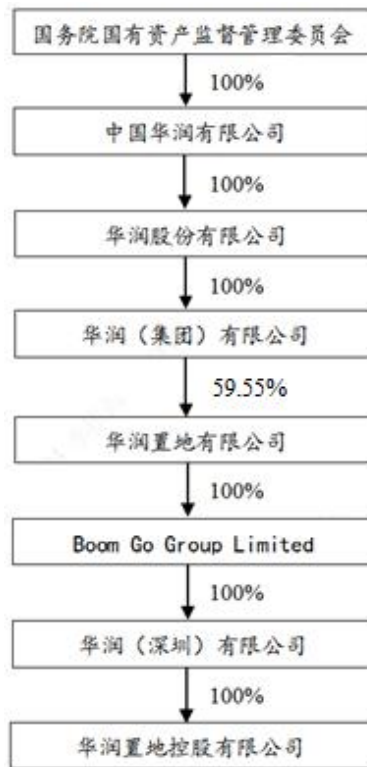 国务院国有资产监督管理委员会
100%
中国华润有限公司
100%
华润股份有限公司
100%
华润（集团）有限公司
59.55%
华润置地有限公司
100%
Boom Go Group Limited
100%
华润（深圳）有限公司
100%
华润置地控股有限公司